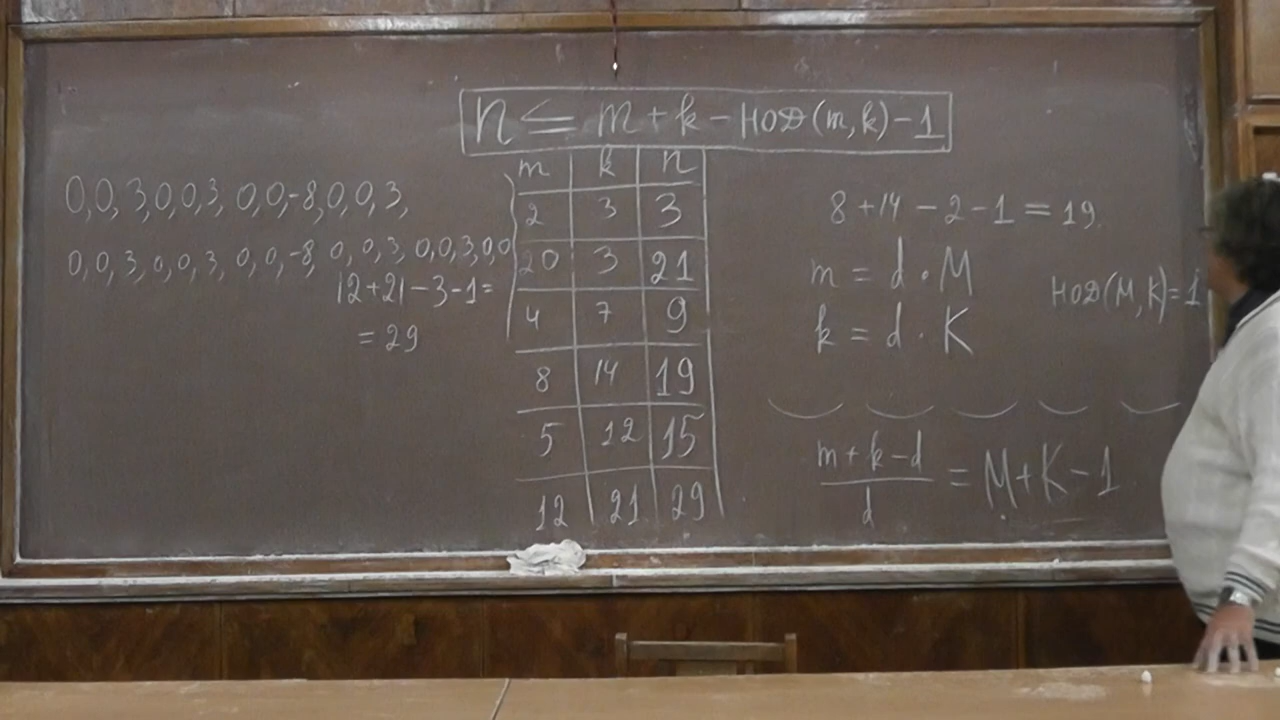 n ≤ m + k − НОД(m, k) − 1
0, 0, 3, 0, 0, 3, 0, 0, -8, 0, 0, 3,
0, 0, 3, 0, 0, 3, 0, 0, -8, 0, 0, 3, 0, 0, 3, 0, 0
12 + 21 − 3 − 1 =
= 29
m k n
2 3 3
20 3 21
4 7 9
8 14 19
5 12 15
12 21 29
8 + 14 − 2 − 1 = 19.
m = d · M
k = d · K
НОД(M, K) = 1
(m + k − d) / d = M + K − 1